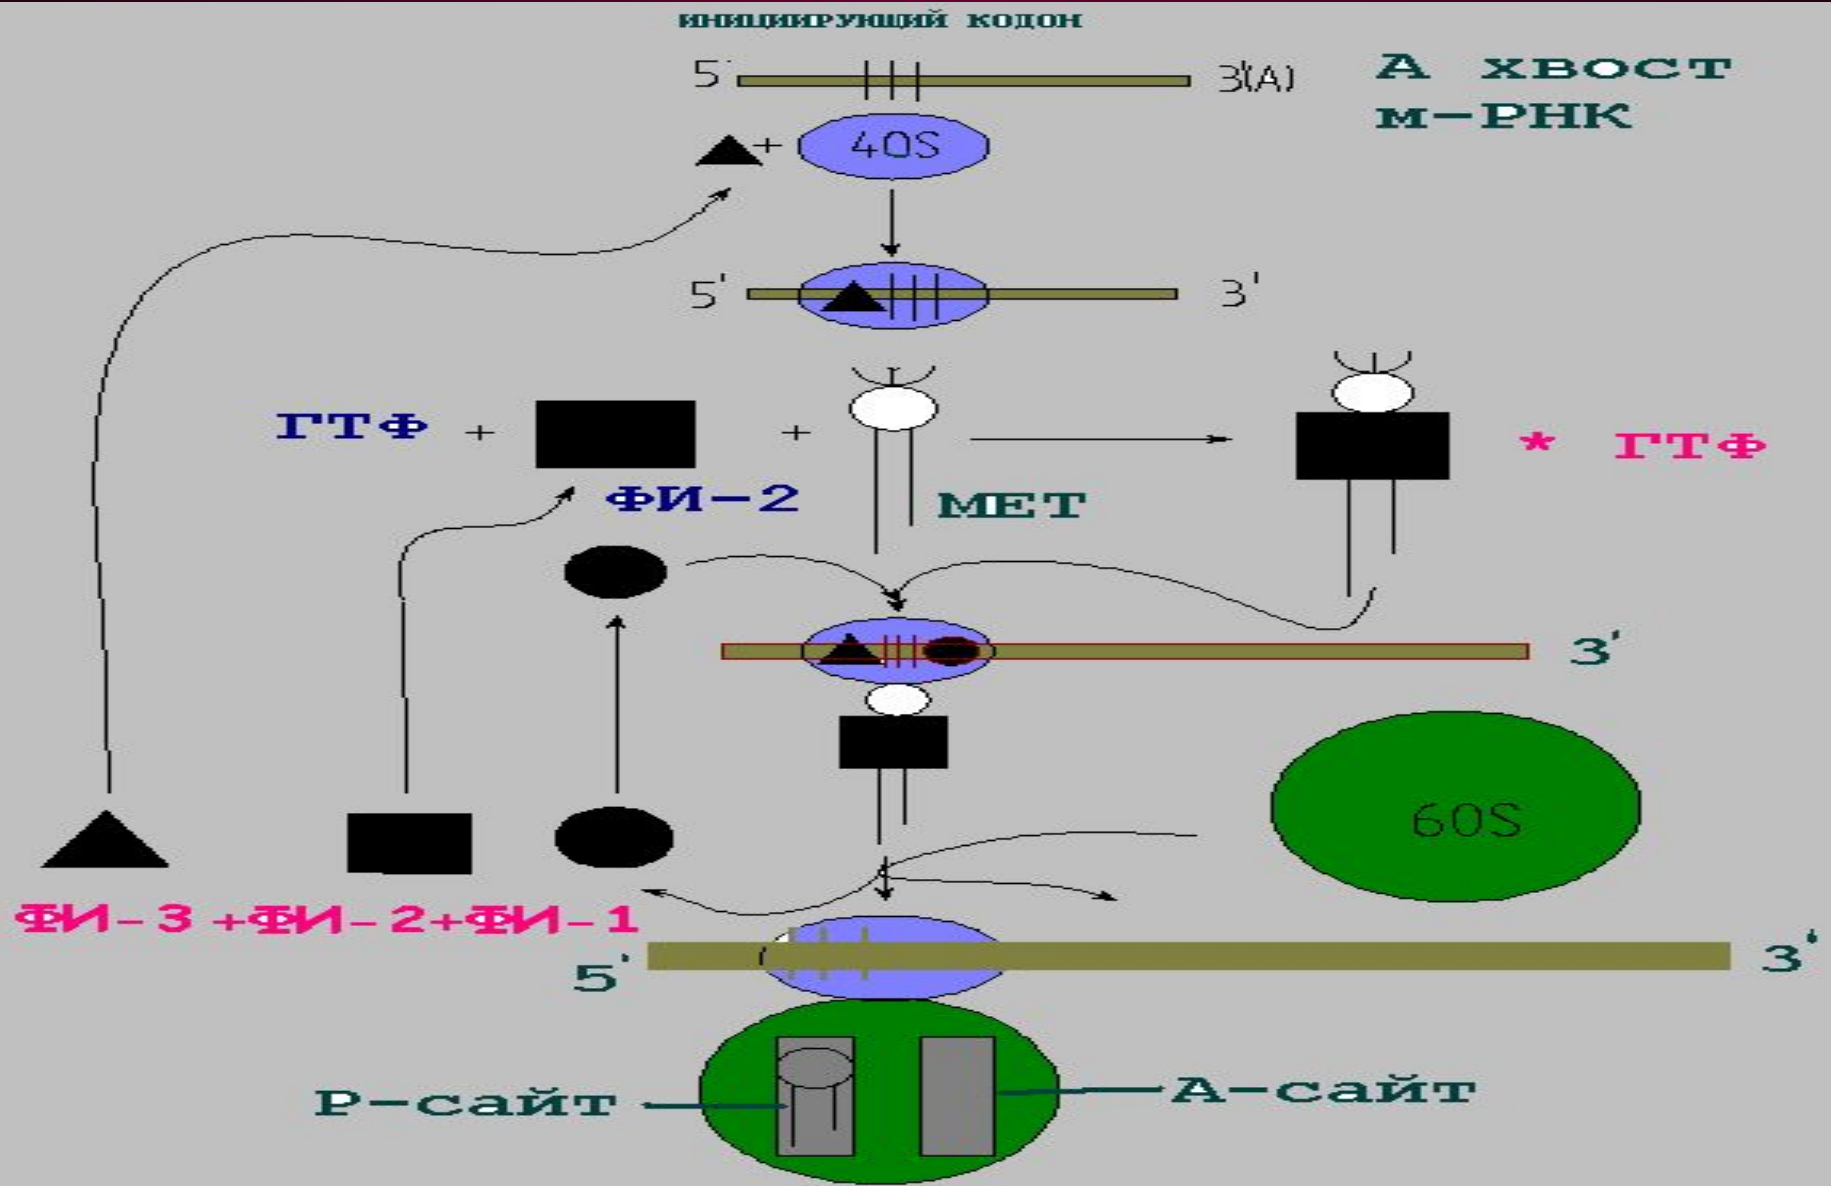 ИНИЦИИРУЮЩИЙ КОДОН
5' 3'(А) А ХВОСТ
м-РНК
+ 40S
5' 3'
ГТФ + + * ГТФ
ФИ-2 МЕТ
3'
60S
ФИ-3 +ФИ-2+ФИ-1
5' 3'
Р-сайт А-сайт